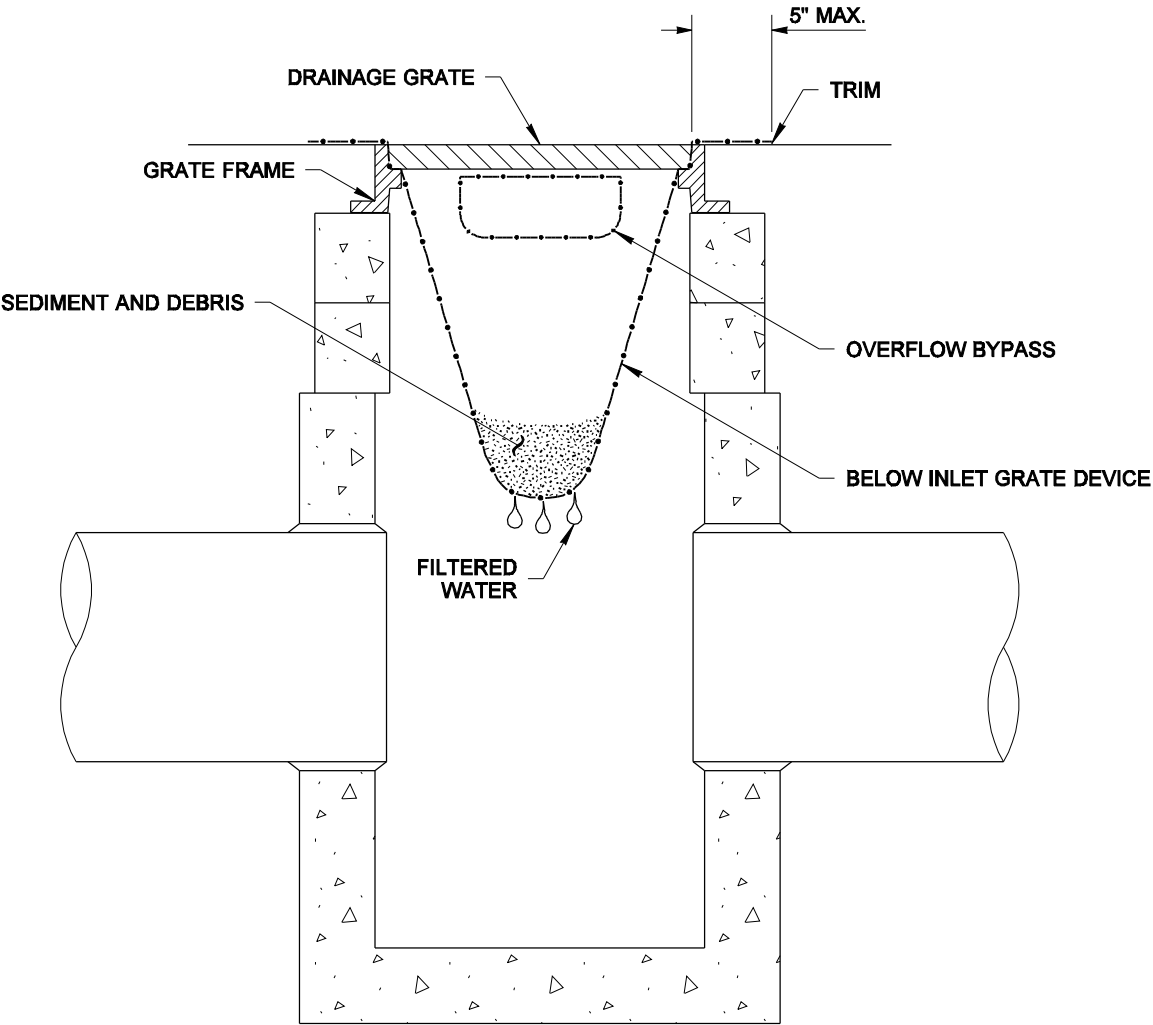 5" MAX.
DRAINAGE GRATE
TRIM
GRATE FRAME
SEDIMENT AND DEBRIS
OVERFLOW BYPASS
BELOW INLET GRATE DEVICE
FILTERED
WATER